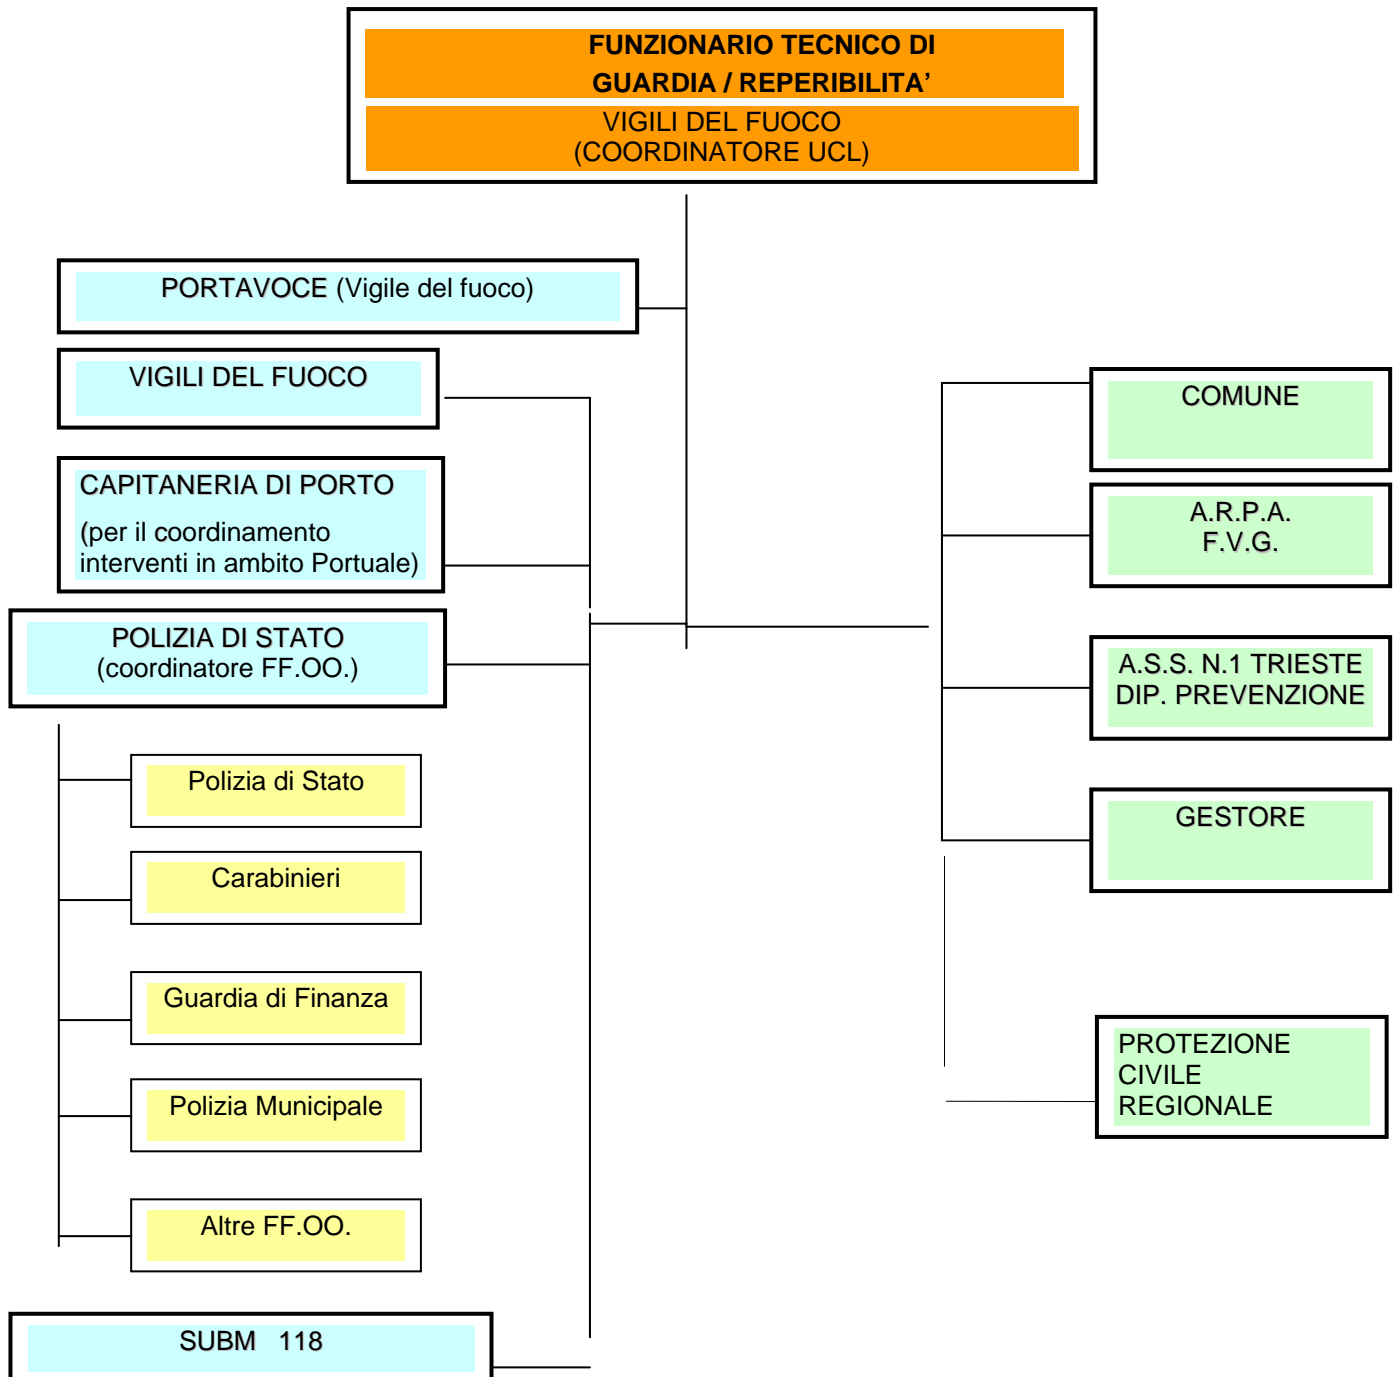 FUNZIONARIO TECNICO DI
GUARDIA / REPERIBILITA’
VIGILI DEL FUOCO
(COORDINATORE UCL)
PORTAVOCE (Vigile del fuoco)
VIGILI DEL FUOCO
CAPITANERIA DI PORTO
(per il coordinamento
interventi in ambito Portuale)
POLIZIA DI STATO
(coordinatore FF.OO.)
Polizia di Stato
Carabinieri
Guardia di Finanza
Polizia Municipale
Altre FF.OO.
SUBM 118
COMUNE
A.R.P.A.
F.V.G.
A.S.S. N.1 TRIESTE
DIP. PREVENZIONE
GESTORE
PROTEZIONE
CIVILE
REGIONALE